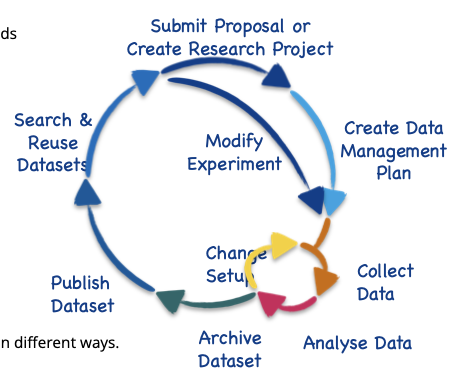 ds
Submit Proposal or
Create Research Project
Search &
Reuse
Datasets
Modify
Experiment
Create Data
Management
Plan
Change
Setup
Collect
Data
Publish
Dataset
Archive
Dataset
Analyse Data
n different ways.